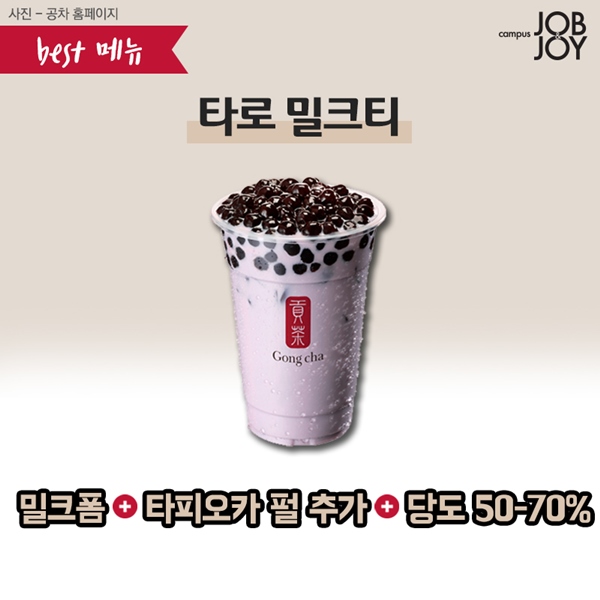 사진 - 공차 홈페이지
best 메뉴
campus JOB & JOY
타로 밀크티
貢茶
Gong cha
밀크폼 + 타피오카 펄 추가 + 당도 50-70%